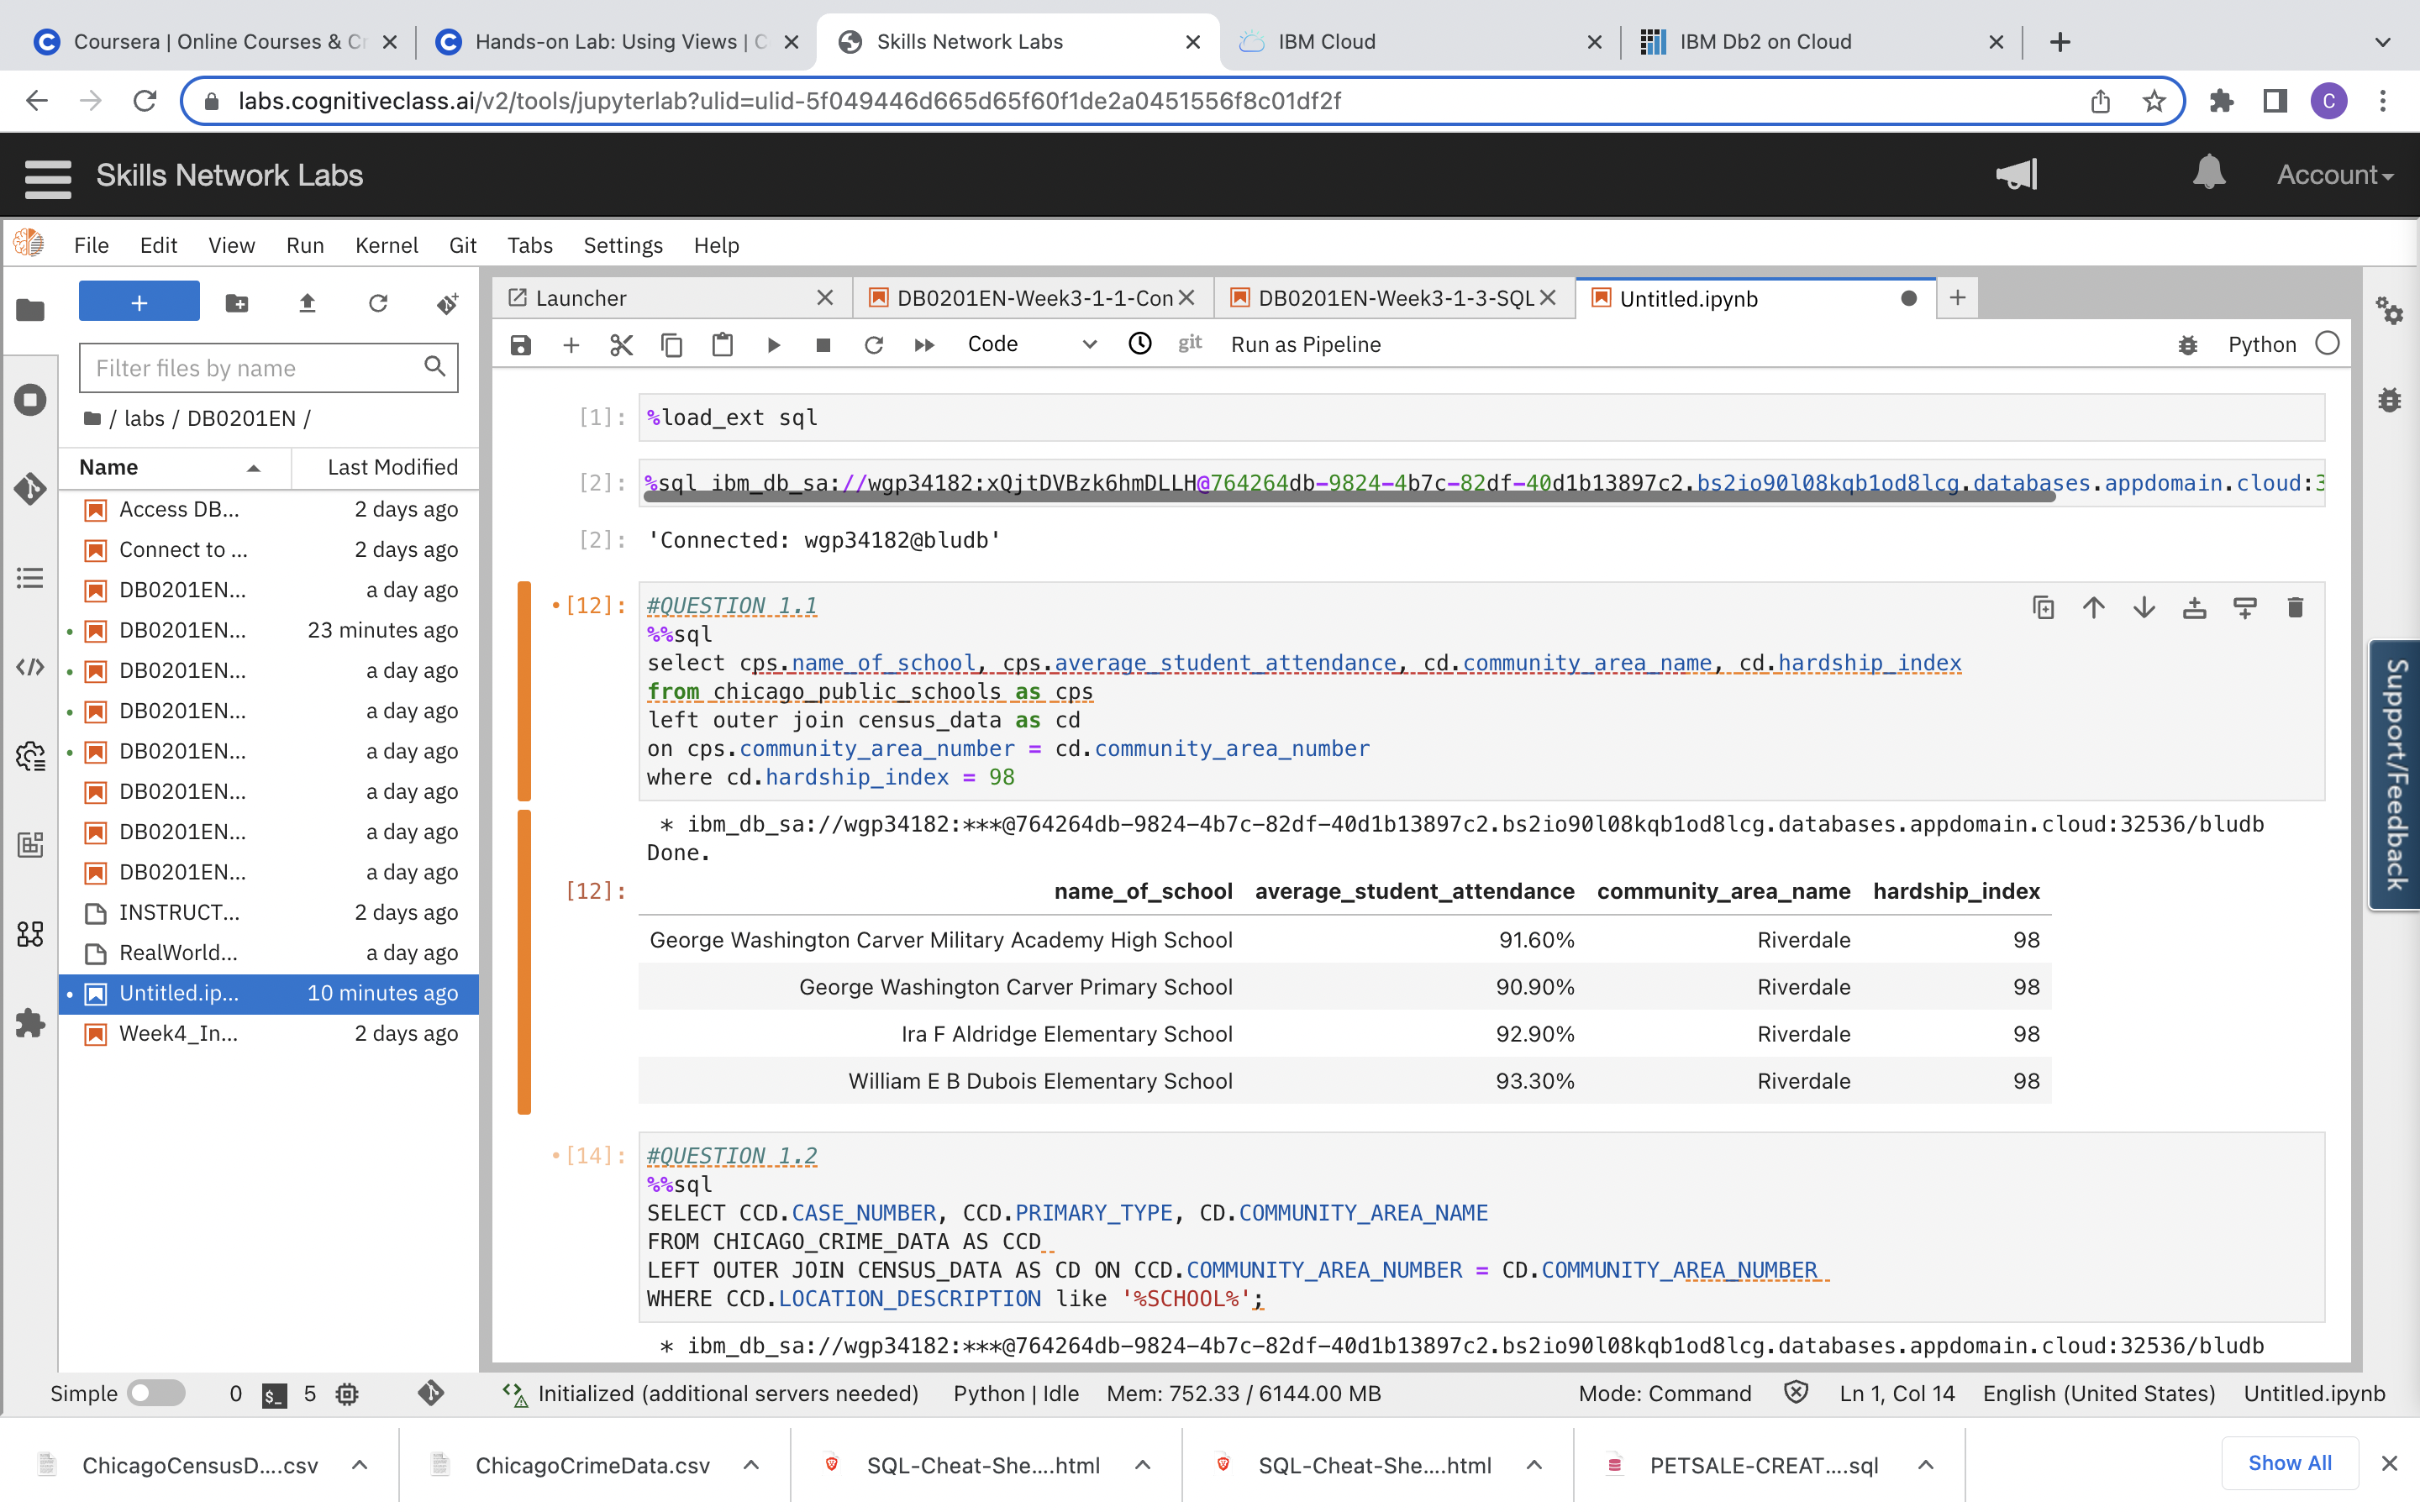 Coursera | Online Courses & Cr
Hands-on Lab: Using Views | C
Skills Network Labs
IBM Cloud
IBM Db2 on Cloud
labs.cognitiveclass.ai/v2/tools/jupyterlab?ulid=ulid-5f049446d665d65f60f1de2a0451556f8c01df2f
C
Skills Network Labs
Account
File Edit View Run Kernel Git Tabs Settings Help
Launcher
DB0201EN-Week3-1-1-Con
DB0201EN-Week3-1-3-SQL
Untitled.ipynb
Code
git
Run as Pipeline
Python
Filter files by name
/ labs / DB0201EN /
Name Last Modified
Access DB... 2 days ago
Connect to ... 2 days ago
DB0201EN... a day ago
DB0201EN... 23 minutes ago
DB0201EN... a day ago
DB0201EN... a day ago
DB0201EN... a day ago
DB0201EN... a day ago
DB0201EN... a day ago
DB0201EN... a day ago
INSTRUCT... 2 days ago
RealWorld... a day ago
Untitled.ip... 10 minutes ago
Week4_In... 2 days ago
[1]: %load_ext sql
[2]: %sql ibm_db_sa://wgp34182:xQjtDVBzk6hmDLLH@764264db-9824-4b7c-82df-40d1b13897c2.bs2io90l08kqb1od8lcg.databases.appdomain.cloud:3
[2]: 'Connected: wgp34182@bludb'
[12]: #QUESTION 1.1
%%sql
select cps.name_of_school, cps.average_student_attendance, cd.community_area_name, cd.hardship_index
from chicago_public_schools as cps
left outer join census_data as cd
on cps.community_area_number = cd.community_area_number
where cd.hardship_index = 98
* ibm_db_sa://wgp34182:***@764264db-9824-4b7c-82df-40d1b13897c2.bs2io90l08kqb1od8lcg.databases.appdomain.cloud:32536/bludb
Done.
[12]: name_of_school average_student_attendance community_area_name hardship_index
George Washington Carver Military Academy High School 91.60% Riverdale 98
George Washington Carver Primary School 90.90% Riverdale 98
Ira F Aldridge Elementary School 92.90% Riverdale 98
William E B Dubois Elementary School 93.30% Riverdale 98
[14]: #QUESTION 1.2
%%sql
SELECT CCD.CASE_NUMBER, CCD.PRIMARY_TYPE, CD.COMMUNITY_AREA_NAME
FROM CHICAGO_CRIME_DATA AS CCD
LEFT OUTER JOIN CENSUS_DATA AS CD ON CCD.COMMUNITY_AREA_NUMBER = CD.COMMUNITY_AREA_NUMBER
WHERE CCD.LOCATION_DESCRIPTION like '%SCHOOL%';
* ibm_db_sa://wgp34182:***@764264db-9824-4b7c-82df-40d1b13897c2.bs2io90l08kqb1od8lcg.databases.appdomain.cloud:32536/bludb
Support/Feedback
Simple 0 $_ 5 Initialized (additional servers needed) Python | Idle Mem: 752.33 / 6144.00 MB Mode: Command Ln 1, Col 14 English (United States) Untitled.ipynb
ChicagoCensusD....csv
ChicagoCrimeData.csv
SQL-Cheat-She....html
SQL-Cheat-She....html
PETSALE-CREAT....sql
Show All